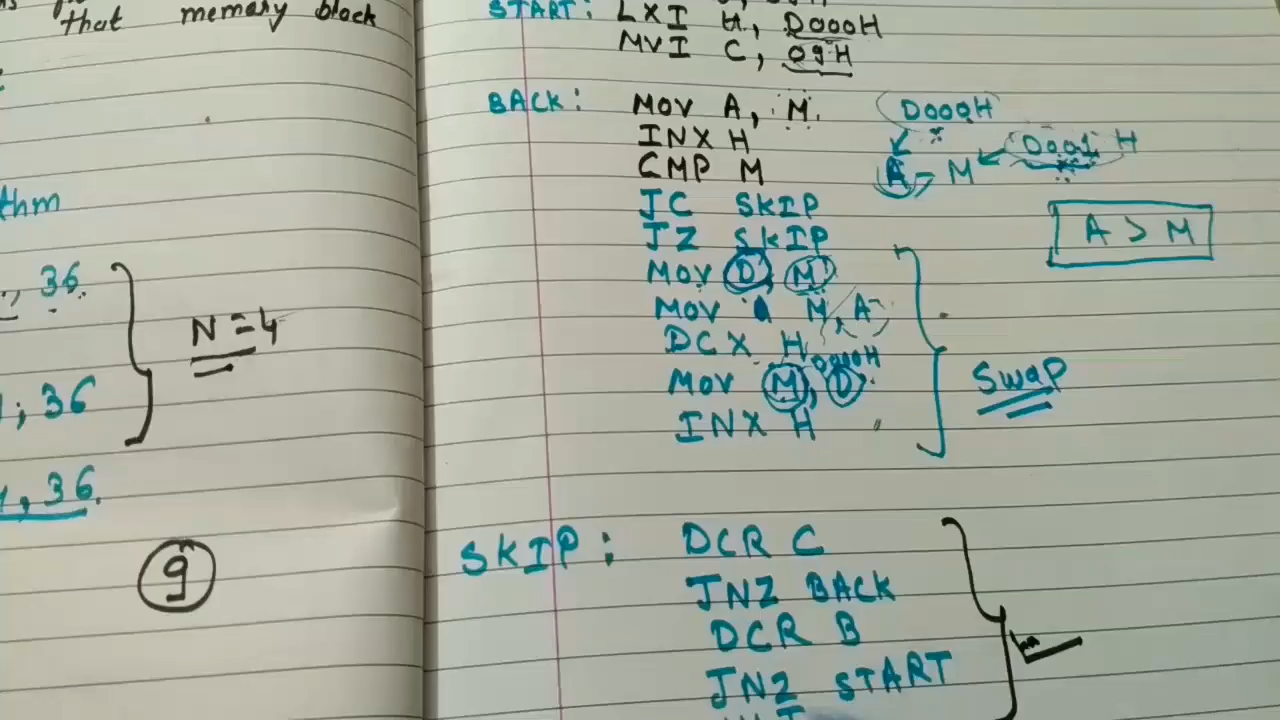 that memory block
thm
36.
N = 4
; 36
, 36.
9
START: LXI H, D000H
MVI C, 09H
BACK: MOV A, M. D000H
INX H D001 H
CMP M A - M
JC SKIP A > M
JZ SKIP
MOV D, M
MOV M, A
DCX H
D000H
MOV M, D. Swap
INX H
SKIP: DCR C
JNZ BACK
DCR B
JNZ START